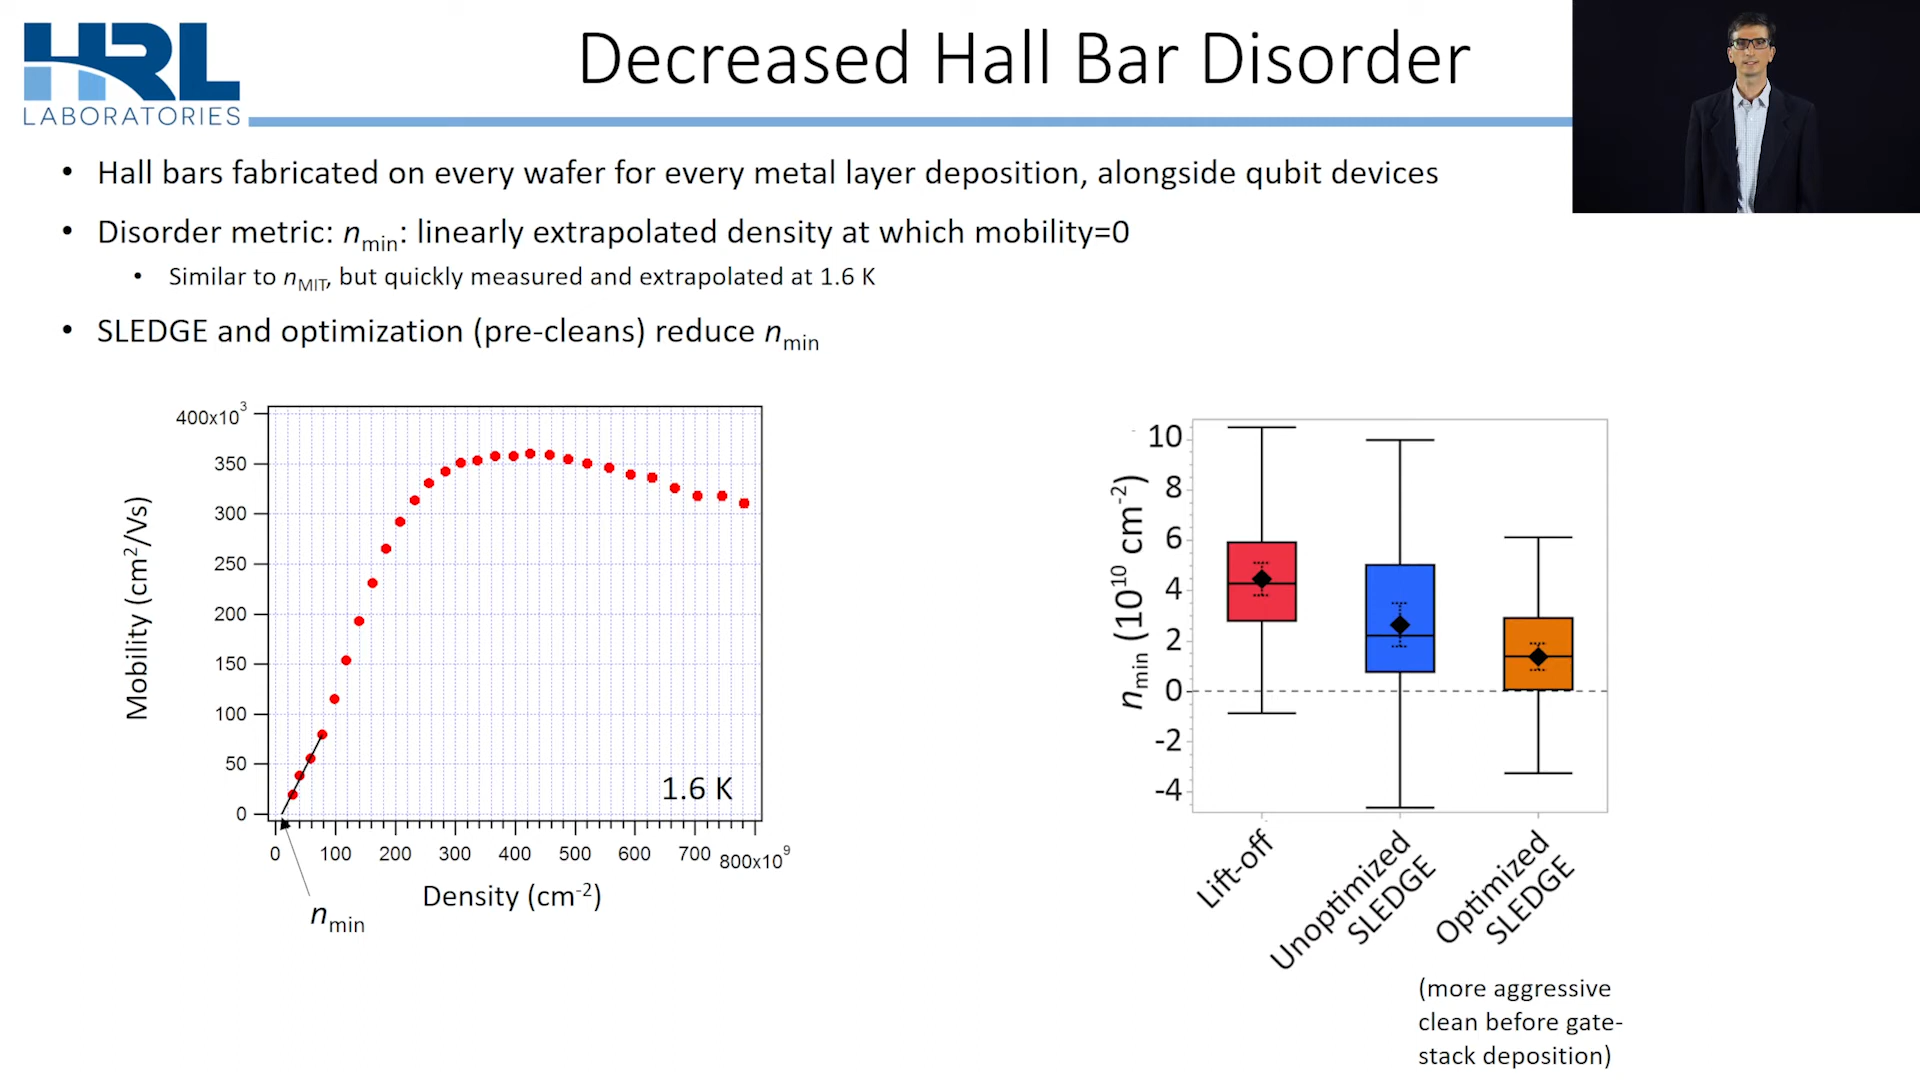 HRL
LABORATORIES
Decreased Hall Bar Disorder
• Hall bars fabricated on every wafer for every metal layer deposition, alongside qubit devices
• Disorder metric: nmin: linearly extrapolated density at which mobility=0
• Similar to nMIT, but quickly measured and extrapolated at 1.6 K
• SLEDGE and optimization (pre-cleans) reduce nmin
400x10³
350
300
250
200
150
100
50
0
Mobility (cm²/Vs)
1.6 K
0 100 200 300 400 500 600 700 800x10⁹
Density (cm⁻²)
nmin
10
8
6
4
2
0
-2
-4
nmin (10¹⁰ cm⁻²)
Lift-off
Unoptimized
SLEDGE
Optimized
SLEDGE
(more aggressive
clean before gate-
stack deposition)